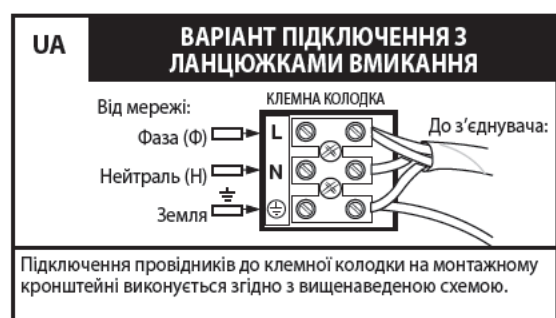 UA
ВАРІАНТ ПІДКЛЮЧЕННЯ З
ЛАНЦЮЖКАМИ ВМИКАННЯ
Від мережі:
КЛЕМНА КОЛОДКА
Фаза (Ф)
L
До з’єднувача:
Нейтраль (Н)
N
Земля
Підключення провідників до клемної колодки на монтажному
кронштейні виконується згідно з вищенаведеною схемою.